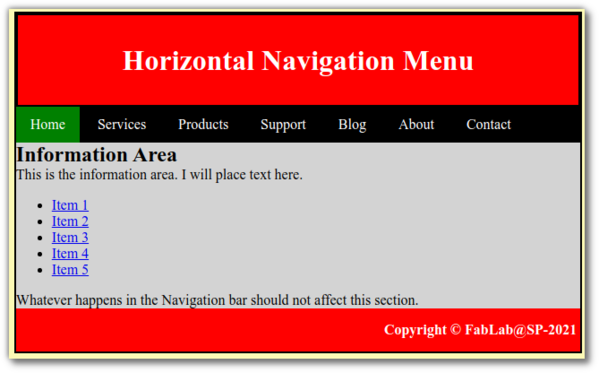 Horizontal Navigation Menu
Home Services Products Support Blog About Contact
Information Area
This is the information area. I will place text here.
Item 1
Item 2
Item 3
Item 4
Item 5
Whatever happens in the Navigation bar should not affect this section.
Copyright © FabLab@SP-2021